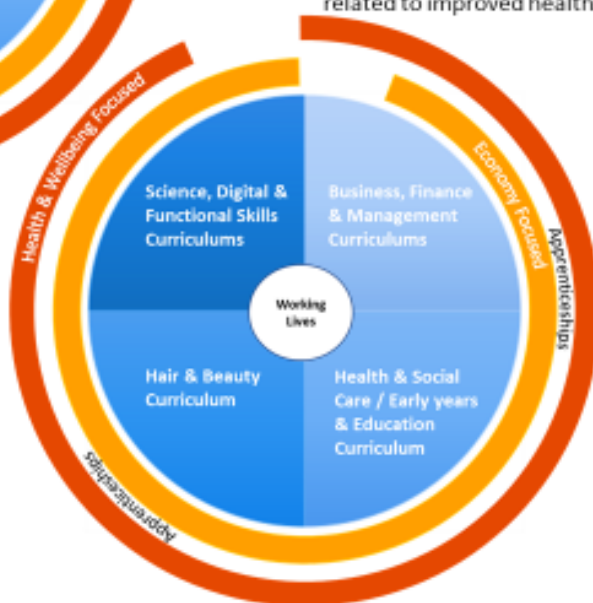 related to improved health
Health & Wellbeing Focused
Science, Digital &
Functional Skills
Curriculums
Business, Finance
& Management
Curriculums
Economy Focused
Apprenticeships
Working
Lives
Hair & Beauty
Curriculum
Health & Social
Care / Early years
& Education
Curriculum
Apprenticeships